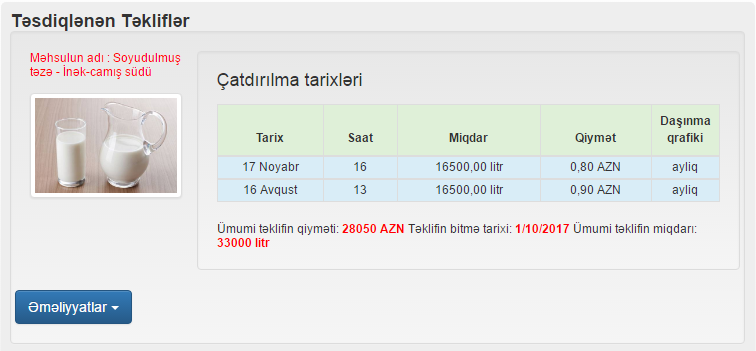 Təsdiqlənən Təkliflər
Məhsulun adı : Soyudulmuş
təzə - İnək-camış südü
Çatdırılma tarixləri
Tarix Saat Miqdar Qiymət Daşınma qrafiki
17 Noyabr 16 16500,00 litr 0,80 AZN ayliq
16 Avqust 13 16500,00 litr 0,90 AZN ayliq
Ümumi təklifin qiyməti: 28050 AZN Təklifin bitmə tarixi: 1/10/2017 Ümumi təklifin miqdarı:
33000 litr
Əməliyyatlar